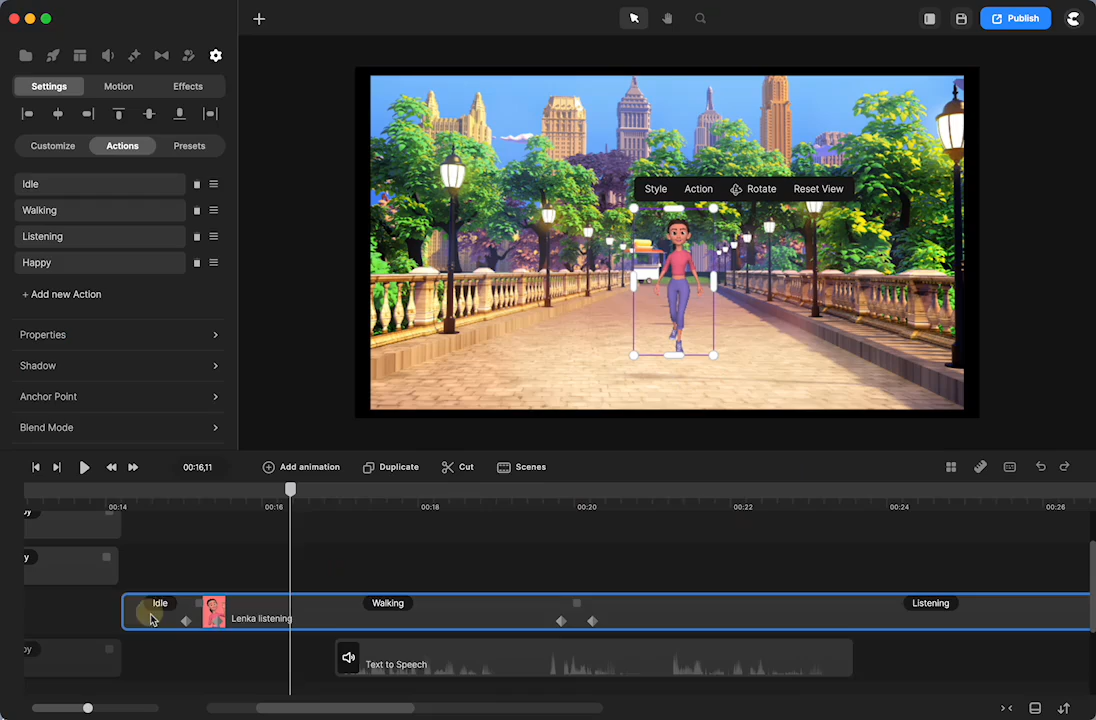 Publish
Settings Motion Effects
Customize Actions Presets
Idle
Walking
Listening
Happy
+ Add new Action
Properties
Shadow
Anchor Point
Blend Mode
Style Action Rotate Reset View
00:16,11 Add animation Duplicate Cut Scenes
00:14 00:16 00:18 00:20 00:22 00:24 00:26
Idle Walking Listening
Lenka listening
Text to Speech